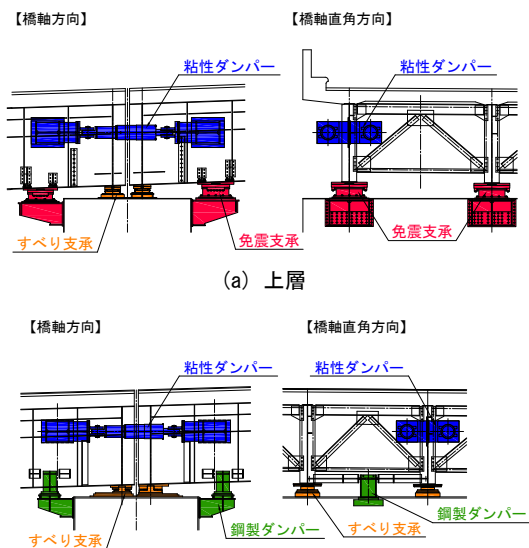 【橋軸方向】
【橋軸直角方向】
粘性ダンパー
粘性ダンパー
すべり支承
免震支承
免震支承
(a) 上層
【橋軸方向】
【橋軸直角方向】
粘性ダンパー
粘性ダンパー
すべり支承
鋼製ダンパー
すべり支承
鋼製ダンパー